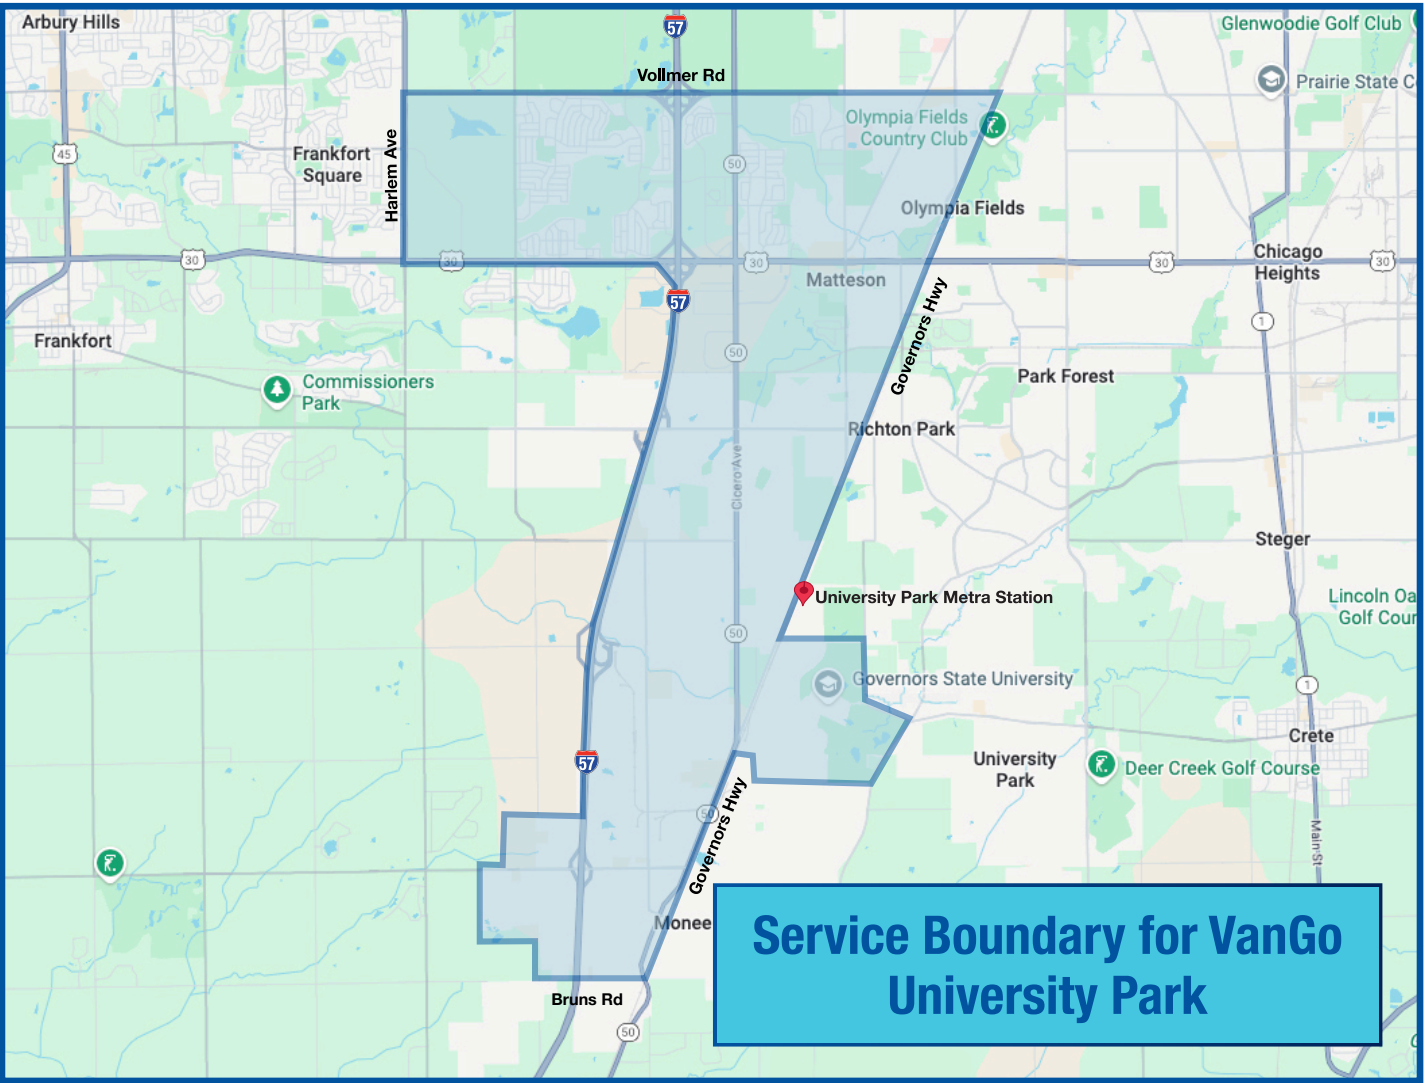 Arbury Hills
57
Glenwoodie Golf Club
Vollmer Rd
Prairie State C
Olympia Fields
Country Club
45
Frankfort
Square
Harlem Ave
50
Olympia Fields
30
30
30
30
Chicago
Heights
30
Matteson
57
Governors Hwy
1
Frankfort
50
Commissioners
Park
Park Forest
Richton Park
Cicero Ave
Steger
University Park Metra Station
Lincoln Oa
Golf Cour
50
Governors State University
1
Crete
57
University
Park
Deer Creek Golf Course
50
Governors Hwy
Main St
Monee
Service Boundary for VanGo
University Park
Bruns Rd
50